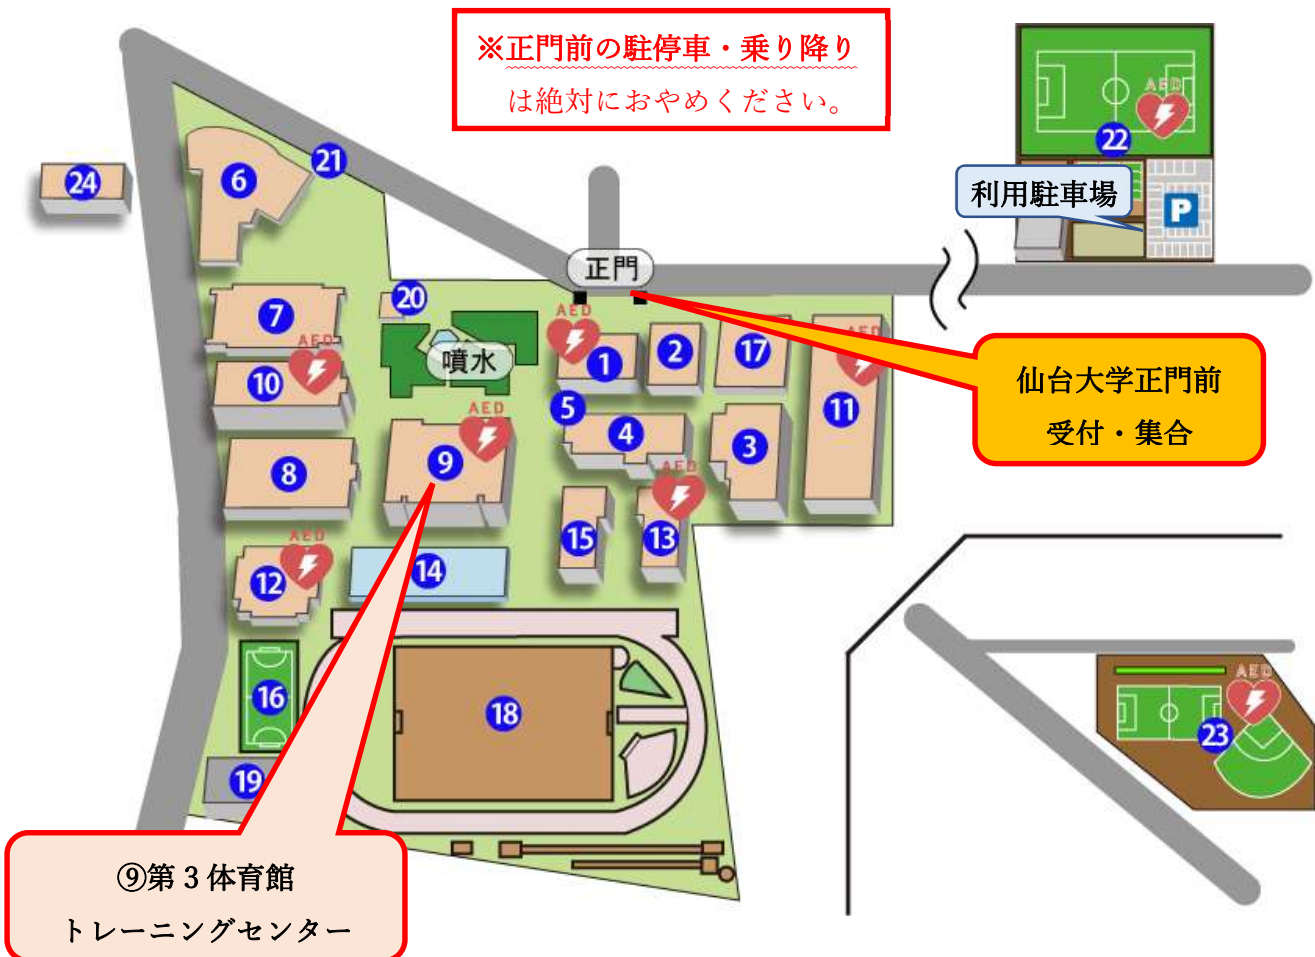 ※正門前の駐停車・乗り降り
は絶対におやめください。
AED
22
利用駐車場
P
24
6
21
正門
20
7
AED
10
噴水
AED
1
2
17
AED
11
仙台大学正門前
受付・集合
5
4
3
AED
9
8
AED
13
15
AED
12
14
16
18
19
AED
23
⑨第3体育館
トレーニングセンター